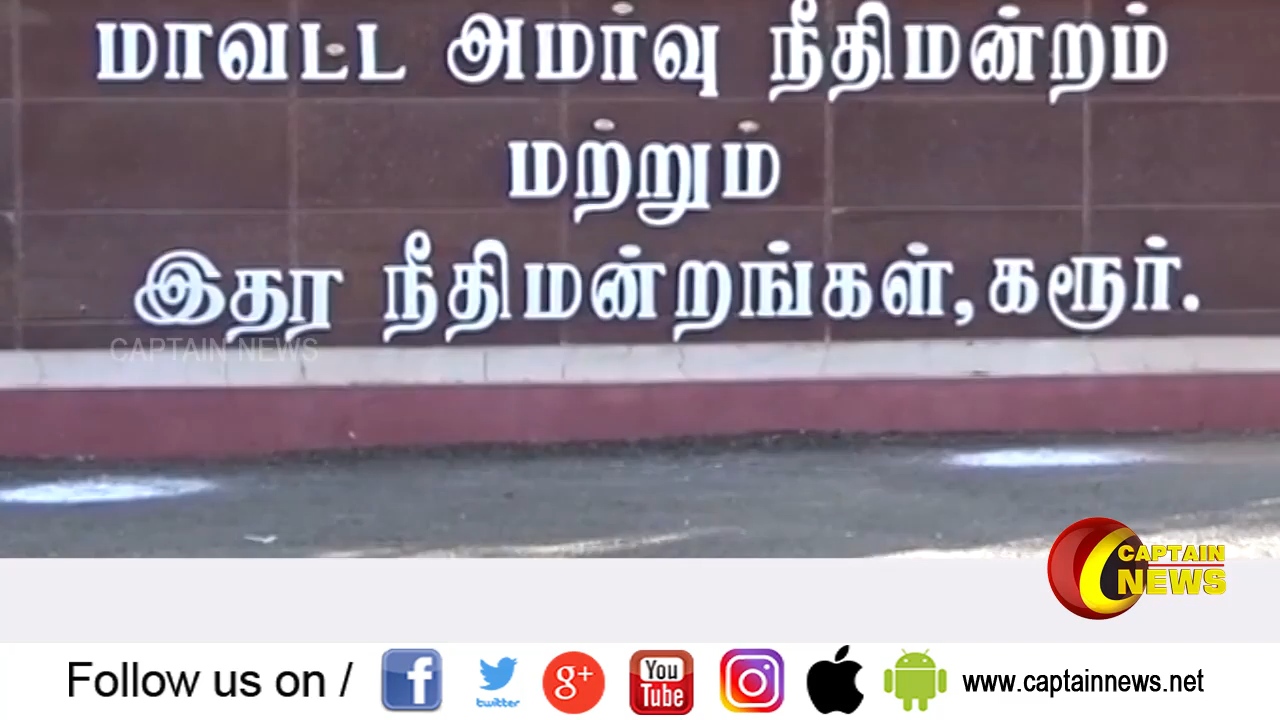 மாவட்ட அமர்வு நீதிமன்றம்
மற்றும்
இதர நீதிமன்றங்கள், கரூர்.
CAPTAIN NEWS
CAPTAIN
NEWS
Follow us on / f twitter g+ You Tube www.captainnews.net